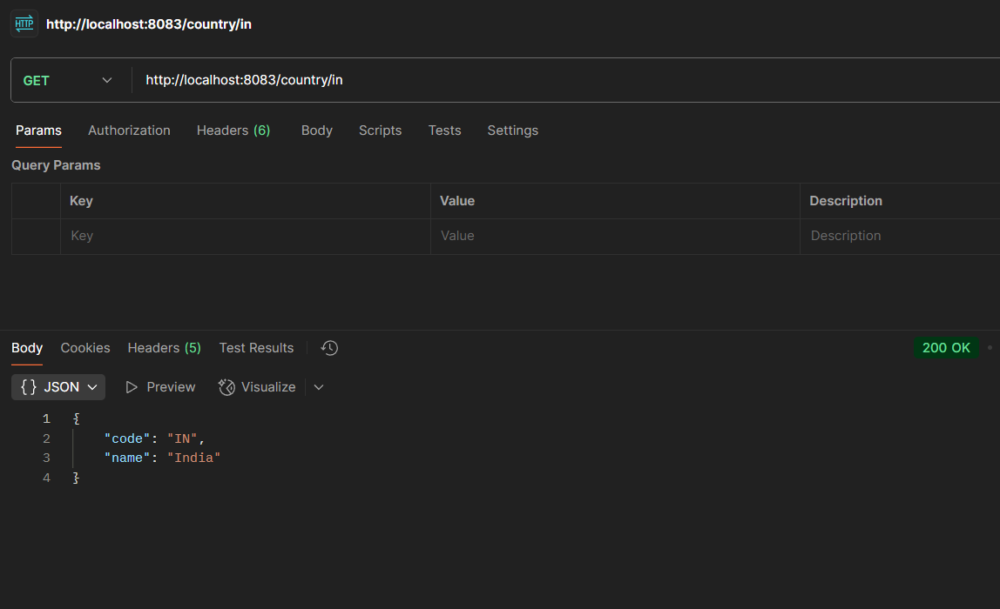 HTTP http://localhost:8083/country/in
GET http://localhost:8083/country/in
Params Authorization Headers (6) Body Scripts Tests Settings
Query Params
Key Value Description
Key Value Description
Body Cookies Headers (5) Test Results 200 OK
{} JSON Preview Visualize
1 {
2 "code": "IN",
3 "name": "India"
4 }